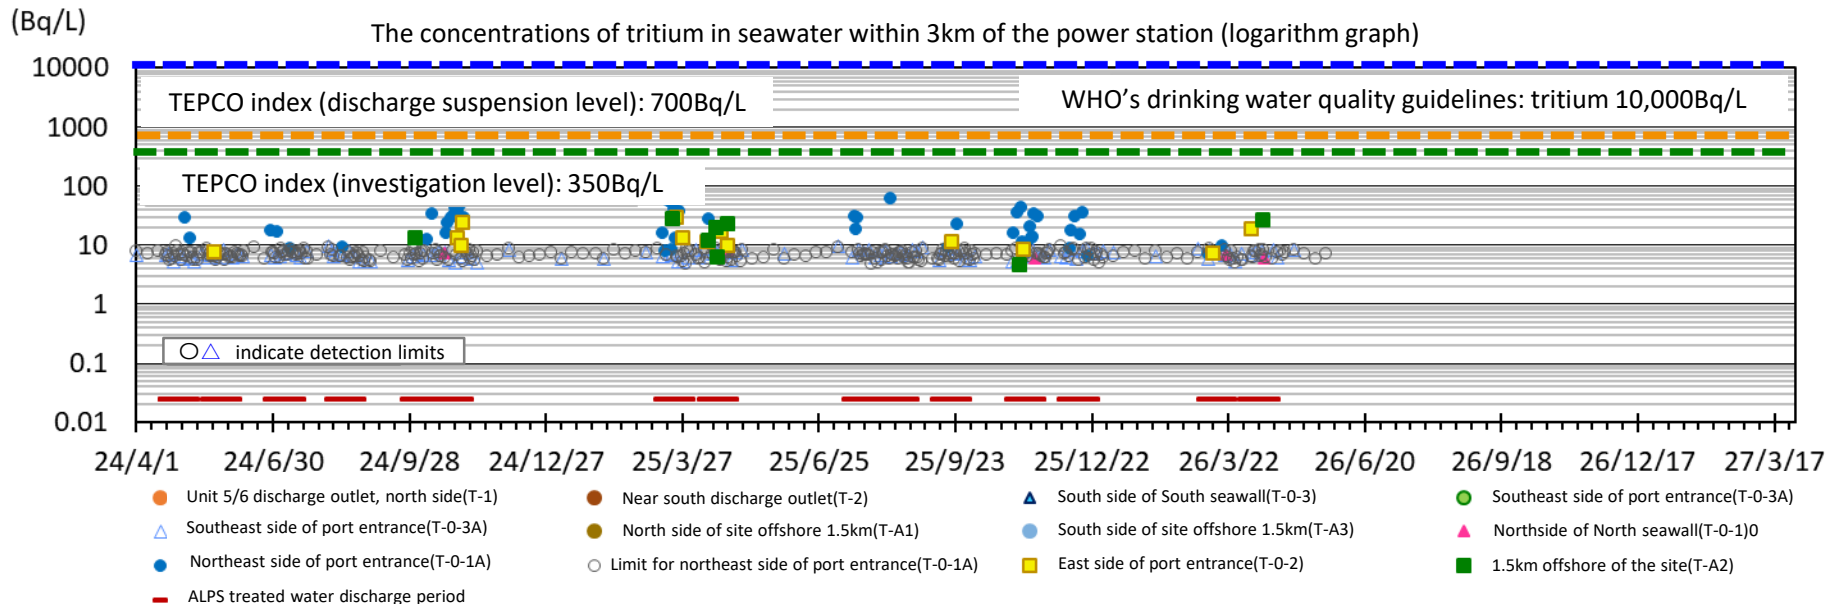 (Bq/L)
The concentrations of tritium in seawater within 3km of the power station (logarithm graph)
10000
TEPCO index (discharge suspension level): 700Bq/L
WHO's drinking water quality guidelines: tritium 10,000Bq/L
1000
TEPCO index (investigation level): 350Bq/L
100
10
1
○△ indicate detection limits
0.1
0.01
24/4/1 24/6/30 24/9/28 24/12/27 25/3/27 25/6/25 25/9/23 25/12/22 26/3/22 26/6/20 26/9/18 26/12/17 27/3/17
Unit 5/6 discharge outlet, north side(T-1) Near south discharge outlet(T-2) South side of South seawall(T-0-3) Southeast side of port entrance(T-0-3A)
Southeast side of port entrance(T-0-3A) North side of site offshore 1.5km(T-A1) South side of site offshore 1.5km(T-A3) Northside of North seawall(T-0-1)0
Northeast side of port entrance(T-0-1A) Limit for northeast side of port entrance(T-0-1A) East side of port entrance(T-0-2) 1.5km offshore of the site(T-A2)
ALPS treated water discharge period